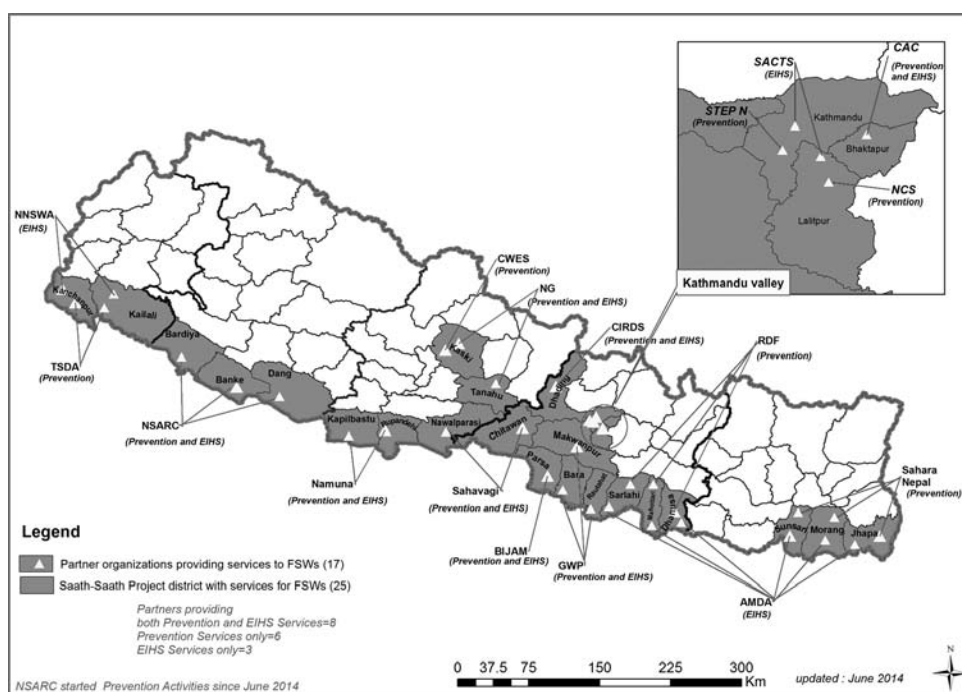 CAC
(Prevention
and EIHS)
SACTS
(EIHS)
STEP N
(Prevention)
Kathmandu
Bhaktapur
NCS
(Prevention)
Lalitpur
Kathmandu valley
NNSWA
(EIHS)
Kanchanpur
Kailali
TSDA
(Prevention)
Bardiya
Banke
Dang
NSARC
(Prevention and EIHS)
CWES
(Prevention)
NG
(Prevention and EIHS)
Kaski
Tanahu
CIRDS
(Prevention and EIHS)
Dhading
RDF
(Prevention)
Kapilbastu
Rupandehi
Nawalparasi
Namuna
(Prevention and EIHS)
Chitawan
Makwanpur
Sahavagi
(Prevention and EIHS)
Parsa
Bara
Rautahat
Sarlahi
Mahottari
Dhanusa
BIJAM
(Prevention and EIHS)
GWP
(Prevention and EIHS)
Sahara
Nepal
(Prevention)
Sunsari
Morang
Jhapa
AMDA
(EIHS)
Legend
Partner organizations providing services to FSWs (17)
Saath-Saath Project district with services for FSWs (25)
Partners providing
both Prevention and EIHS Services=8
Prevention Services only=6
EIHS Services only=3
NSARC started Prevention Activities since June 2014
0 37.5 75 150 225 300
KM
updated : June 2014
N